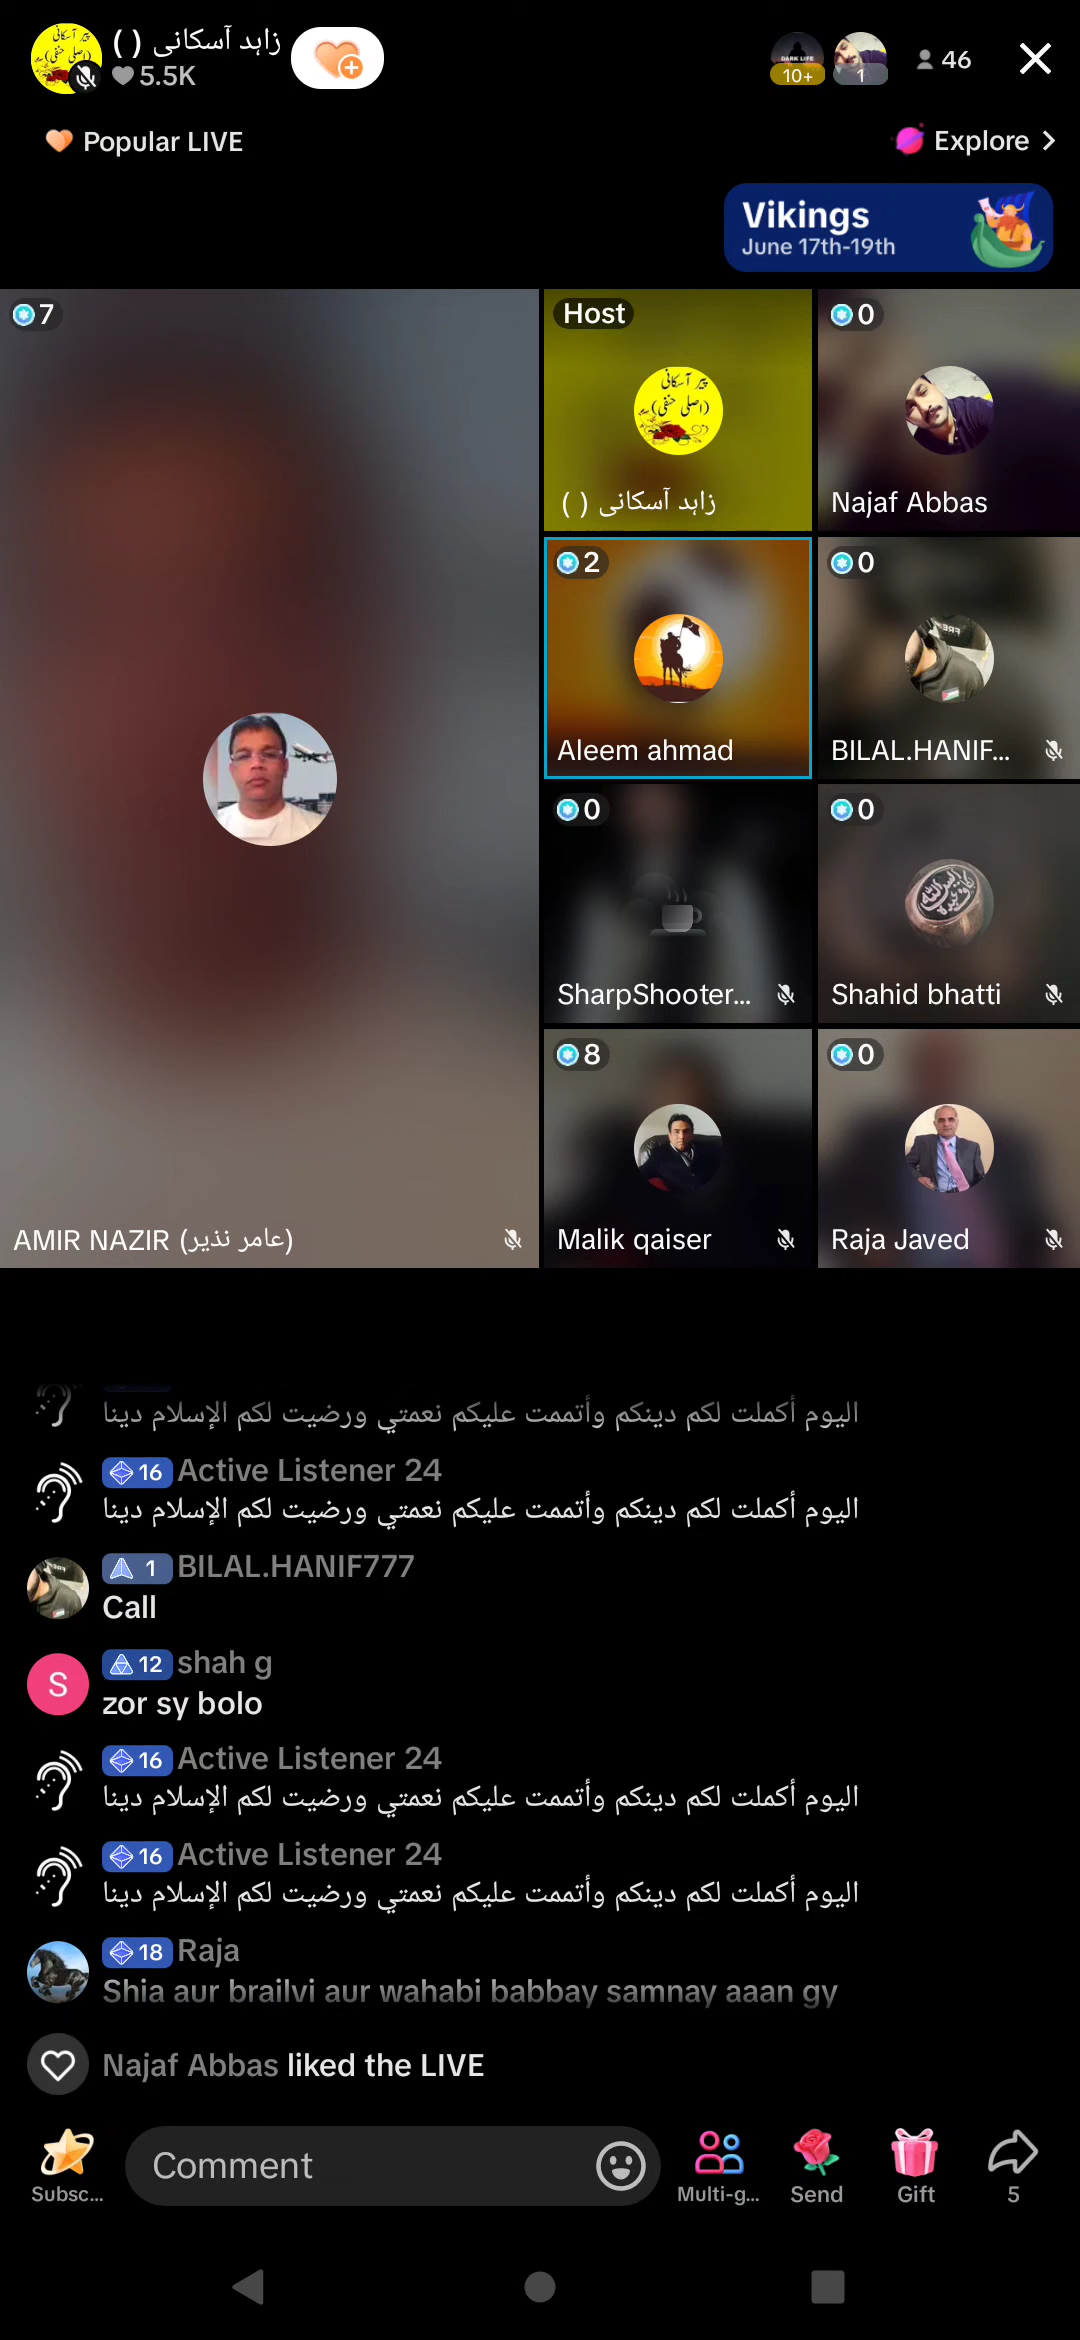 زاہد آسکانی ( )
5.5K
10+
1
46
Popular LIVE
Explore
Vikings
June 17th-19th
7
Host
پیر آسکانی
(اصلی حنفی)
زاہد آسکانی ( )
0
Najaf Abbas
2
Aleem ahmad
0
BILAL.HANIF...
0
SharpShooter...
0
Shahid bhatti
8
Malik qaiser
0
Raja Javed
AMIR NAZIR (عامر نذیر)
اليوم أكملت لكم دينكم وأتممت عليكم نعمتي ورضيت لكم الإسلام دينا
16 Active Listener 24
اليوم أكملت لكم دينكم وأتممت عليكم نعمتي ورضيت لكم الإسلام دينا
1 BILAL.HANIF777
Call
S
12 shah g
zor sy bolo
16 Active Listener 24
اليوم أكملت لكم دينكم وأتممت عليكم نعمتي ورضيت لكم الإسلام دينا
16 Active Listener 24
اليوم أكملت لكم دينكم وأتممت عليكم نعمتي ورضيت لكم الإسلام دينا
18 Raja
Shia aur brailvi aur wahabi babbay samnay aaan gy
Najaf Abbas liked the LIVE
Subsc...
Comment
Multi-g...
Send
Gift
5